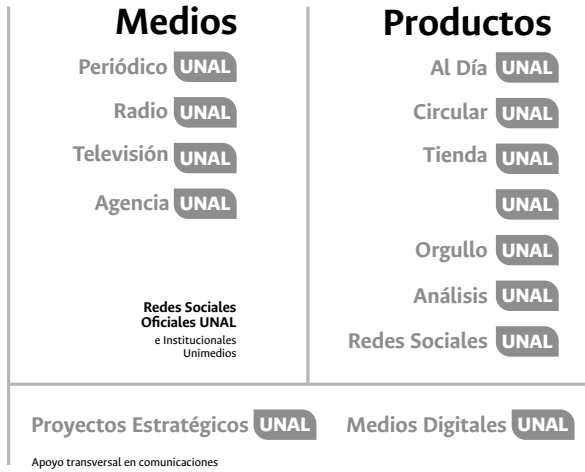 Medios
Periódico UNAL
Radio UNAL
Televisión UNAL
Agencia UNAL
Redes Sociales
Oficiales UNAL
e Institucionales
Unimedios
Productos
Al Día UNAL
Circular UNAL
Tienda UNAL
UNAL
Orgullo UNAL
Análisis UNAL
Redes Sociales UNAL
Proyectos Estratégicos UNAL
Medios Digitales UNAL
Apoyo transversal en comunicaciones